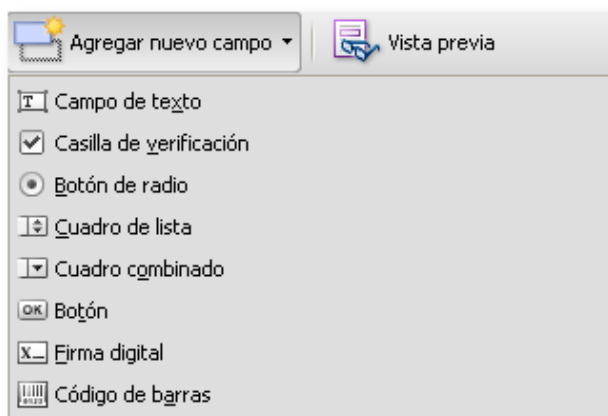 Agregar nuevo campo Vista previa
Campo de texto
Casilla de verificación
Botón de radio
Cuadro de lista
Cuadro combinado
OK Botón
Firma digital
Código de barras